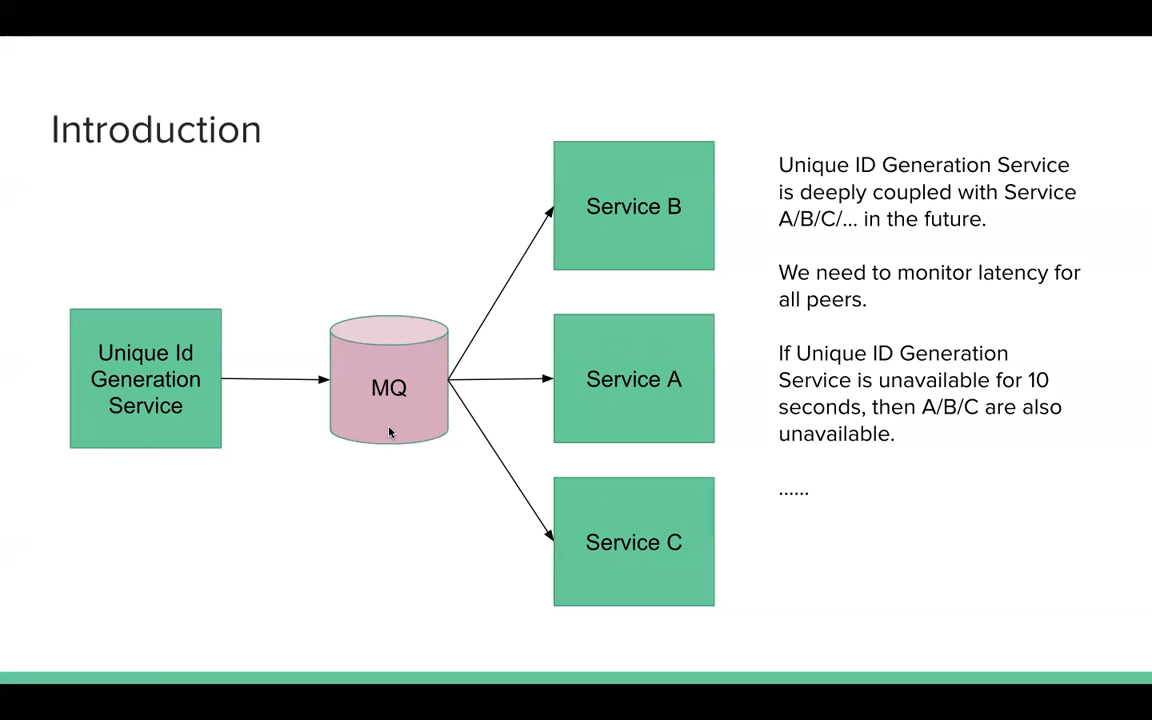 Introduction
Unique Id
Generation
Service
MQ
Service B
Service A
Service C
Unique ID Generation Service
is deeply coupled with Service
A/B/C/... in the future.
We need to monitor latency for
all peers.
If Unique ID Generation
Service is unavailable for 10
seconds, then A/B/C are also
unavailable.
......